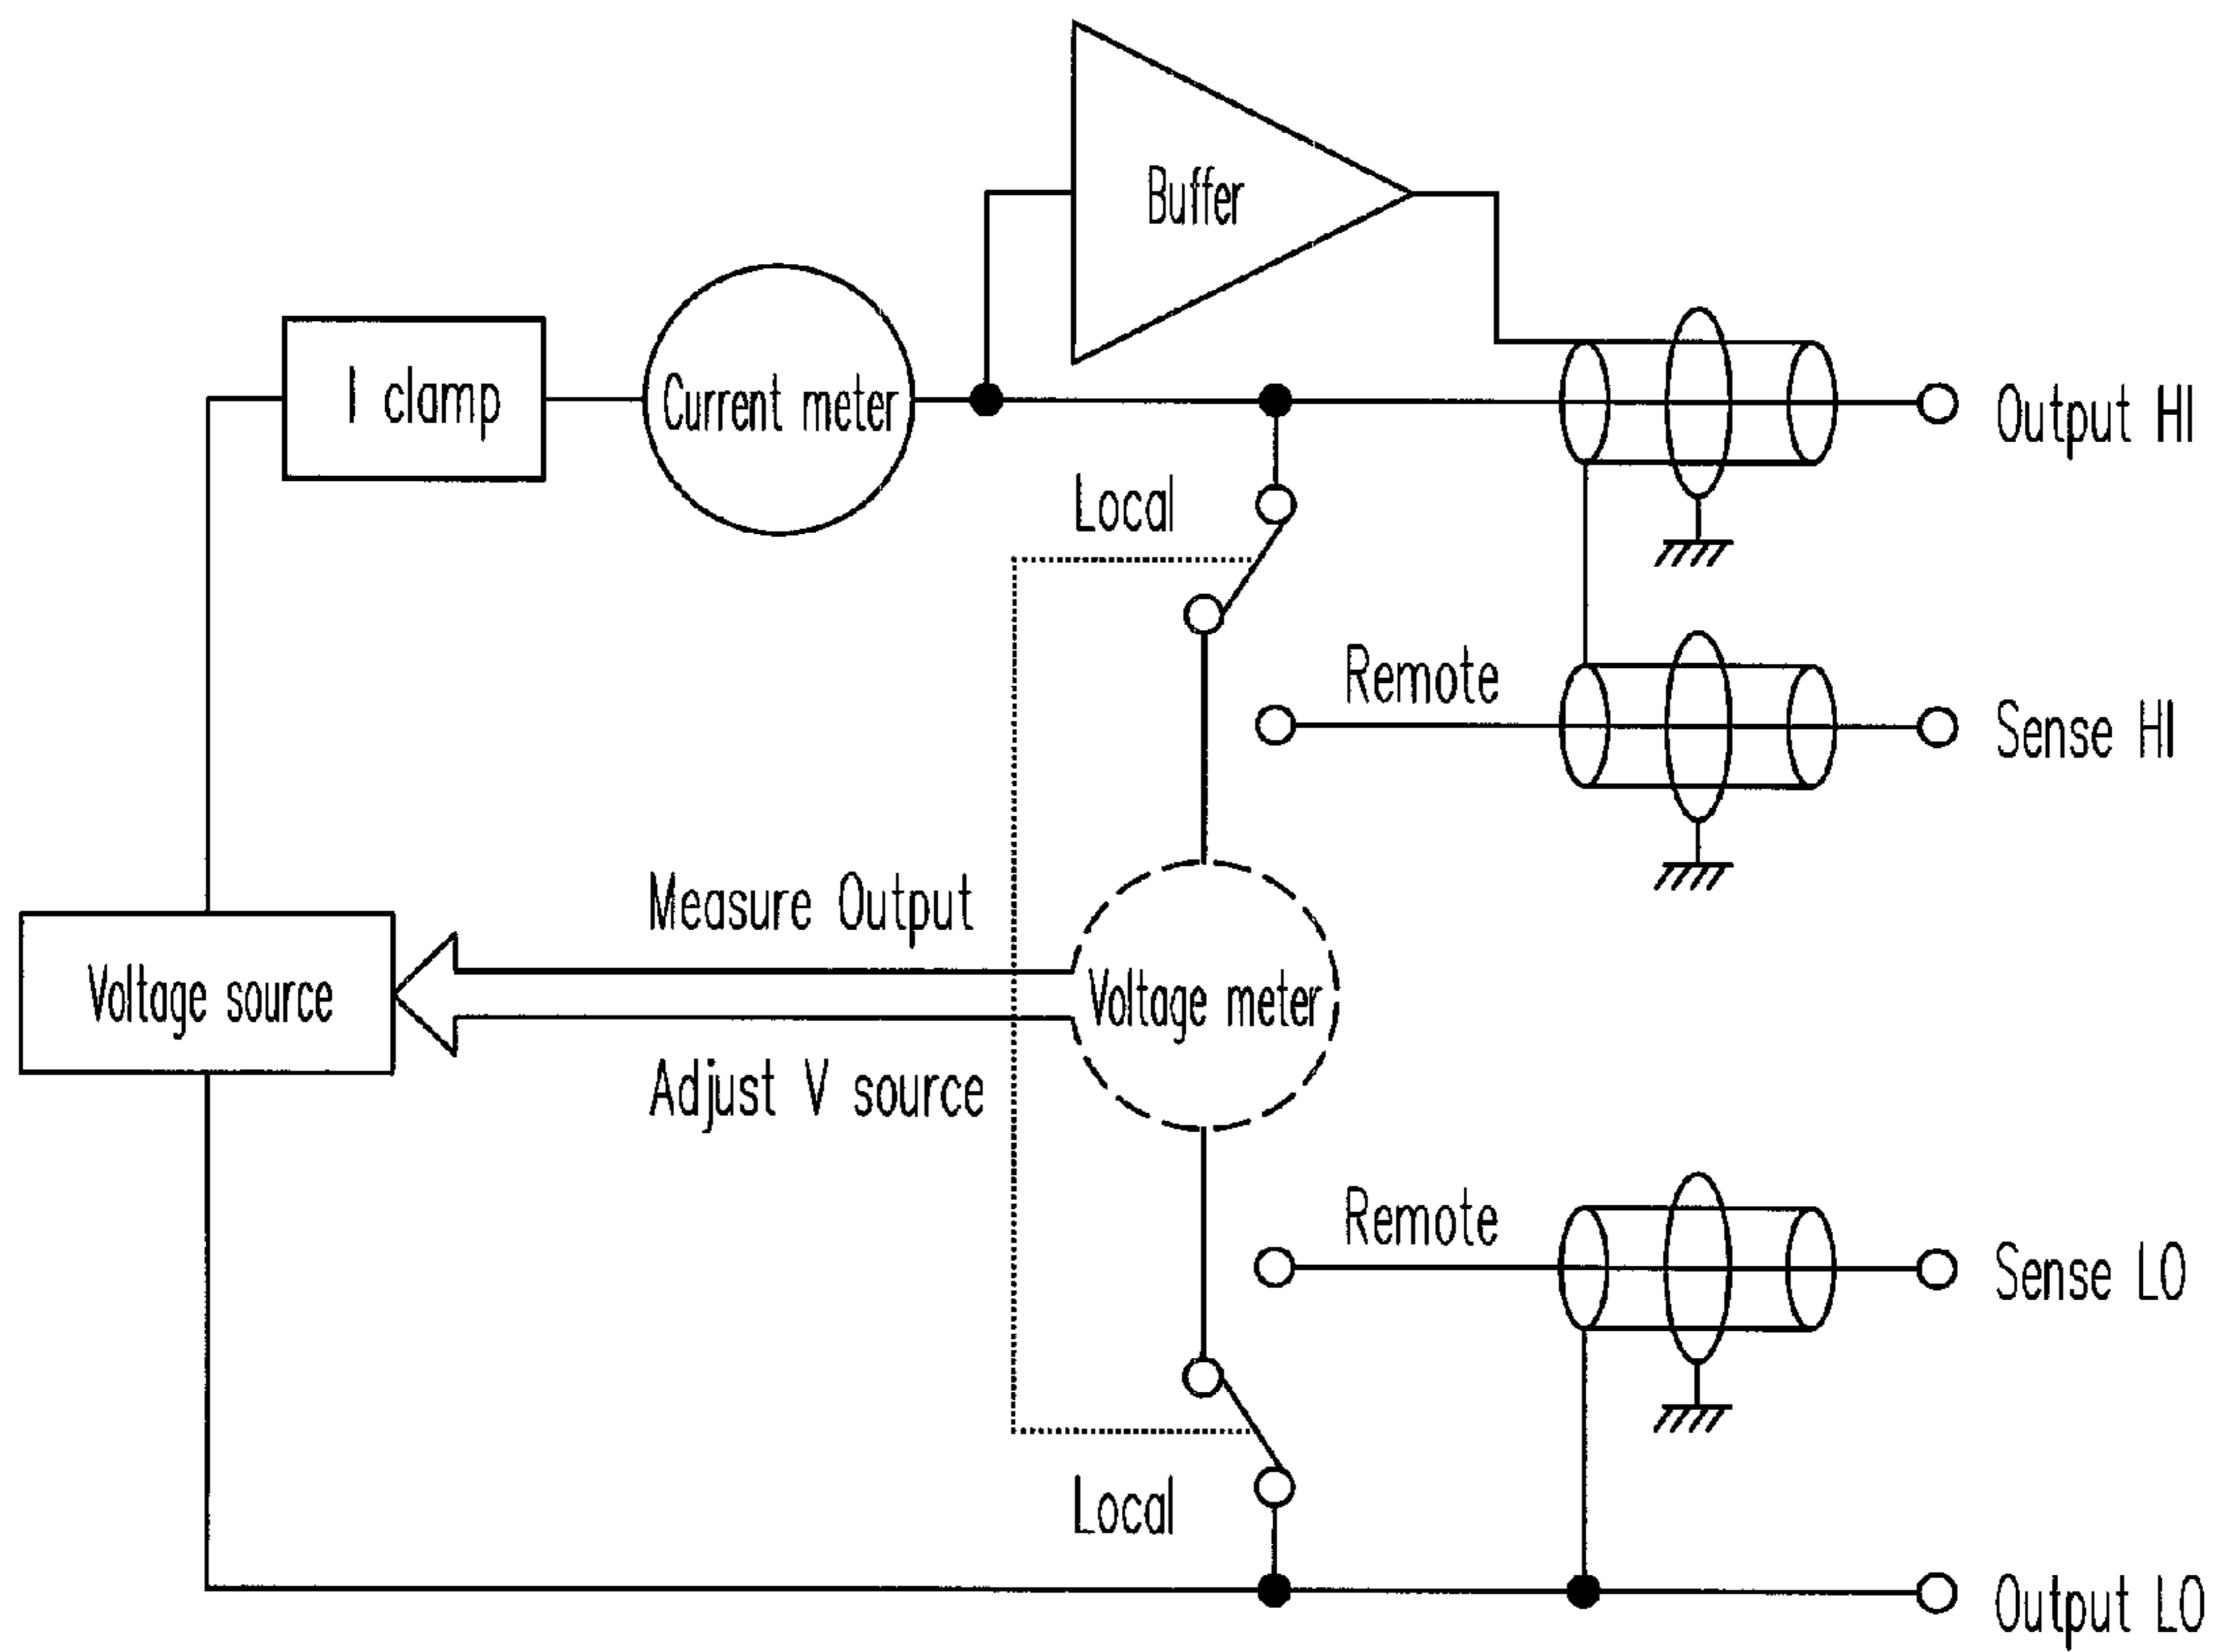 Buffer
I clamp
Current meter
Output HI
Local
Remote
Sense HI
Measure Output
Voltage source
Voltage meter
Adjust V source
Remote
Sense LO
Local
Output LO